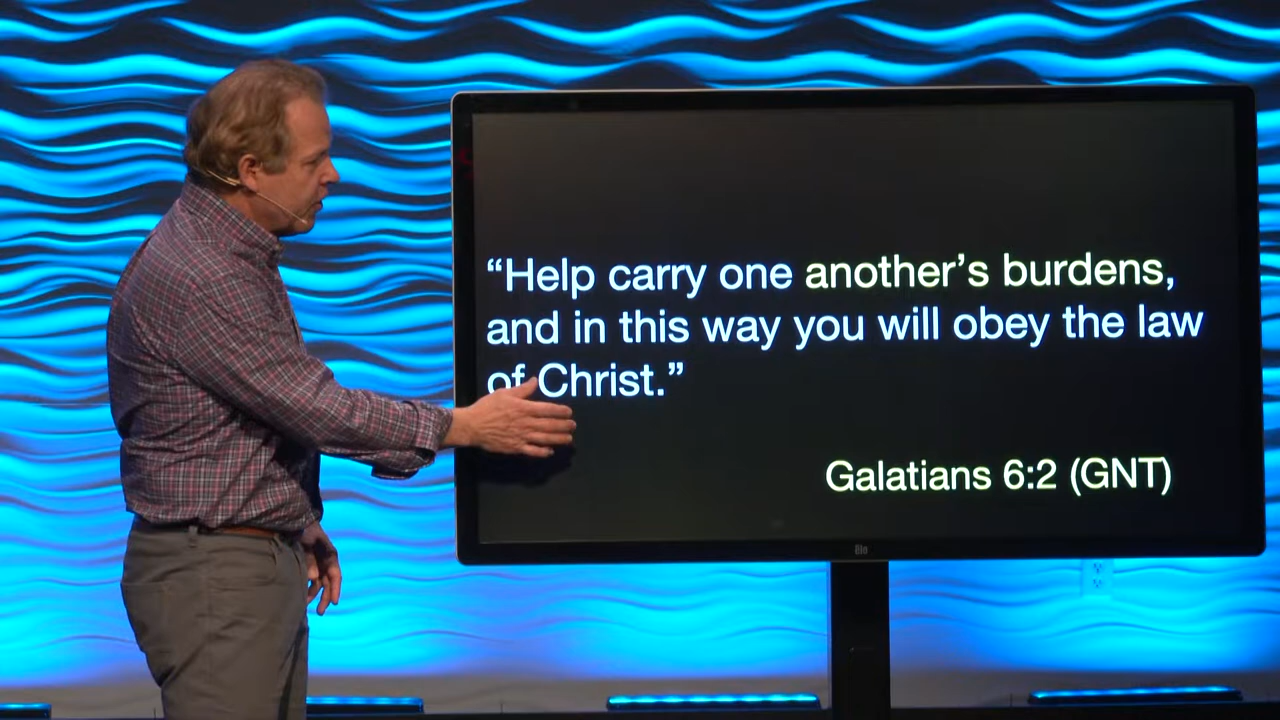 “Help carry one another’s burdens,
and in this way you will obey the law
of Christ.”
Galatians 6:2 (GNT)
elo